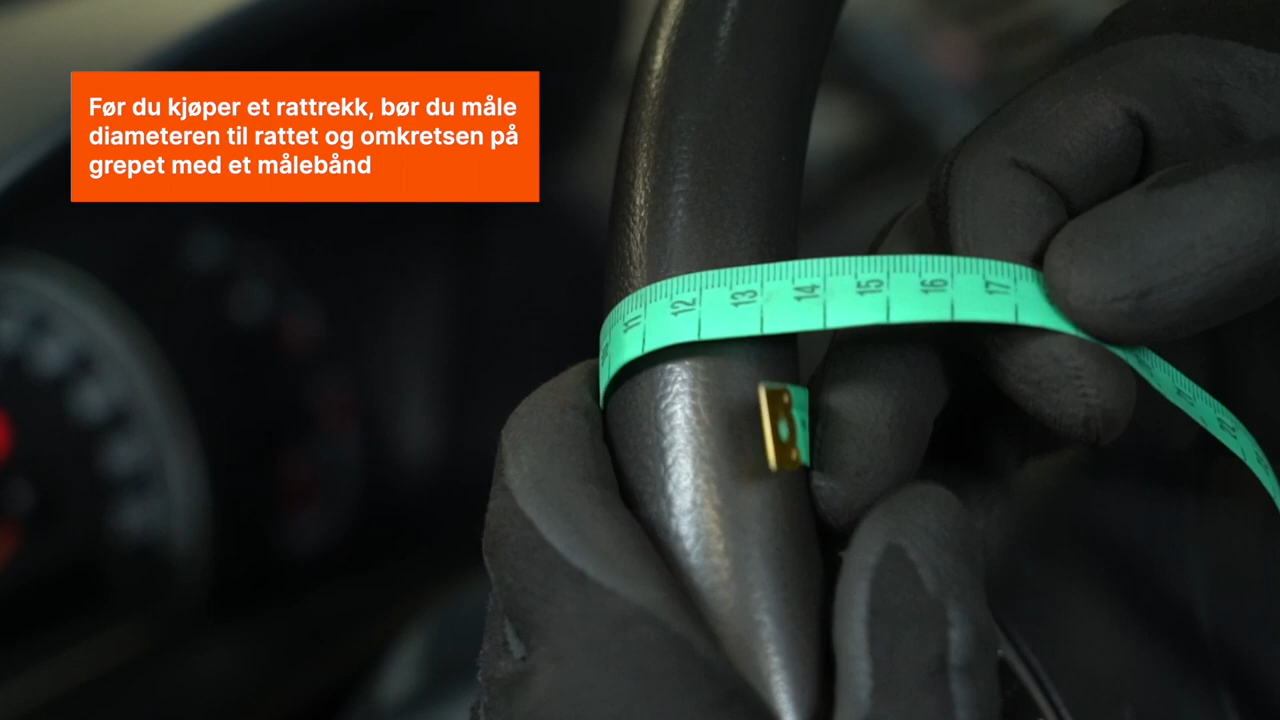 Før du kjøper et rattrekk, bør du måle
diameteren til rattet og omkretsen på
grepet med et målebånd
11 12 13 14 15 16 17